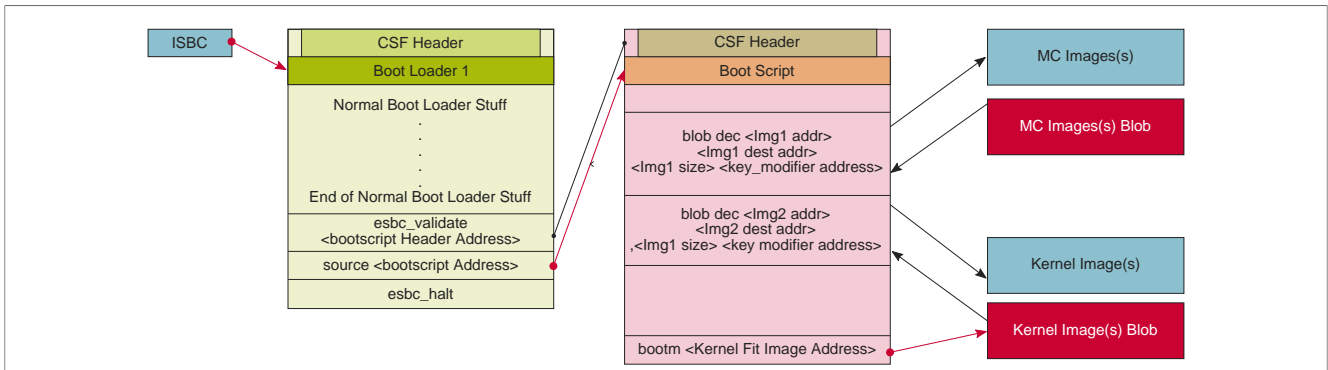 ISBC
CSF Header
Boot Loader 1
Normal Boot Loader Stuff
.
.
.
.
.
End of Normal Boot Loader Stuff
esbc_validate
<bootscript Header Address>
source <bootscript Address>
esbc_halt
<
CSF Header
Boot Script
blob dec <Img1 addr>
<Img1 dest addr>
<Img1 size> <key_modifier address>
blob dec <Img2 addr>
<Img2 dest addr>
,<Img1 size> <key modifier address>
bootm <Kernel Fit Image Address>
MC Images(s)
MC Images(s) Blob
Kernel Image(s)
Kernel Image(s) Blob